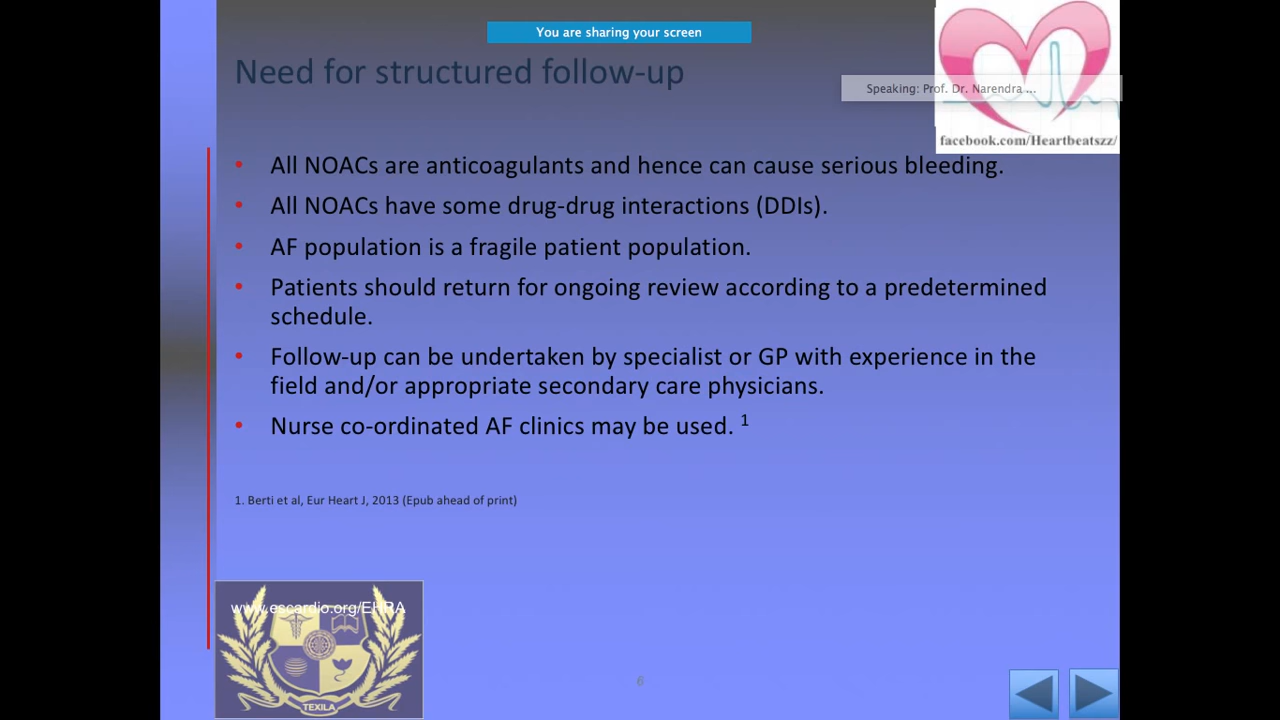 You are sharing your screen
Need for structured follow-up
Speaking: Prof. Dr. Narendra ...
facebook.com/Heartbeatszz/
• All NOACs are anticoagulants and hence can cause serious bleeding.
• All NOACs have some drug-drug interactions (DDIs).
• AF population is a fragile patient population.
• Patients should return for ongoing review according to a predetermined
schedule.
• Follow-up can be undertaken by specialist or GP with experience in the
field and/or appropriate secondary care physicians.
• Nurse co-ordinated AF clinics may be used. 1
1. Berti et al, Eur Heart J, 2013 (Epub ahead of print)
www.escardio.org/EHRA
TEXILA
6